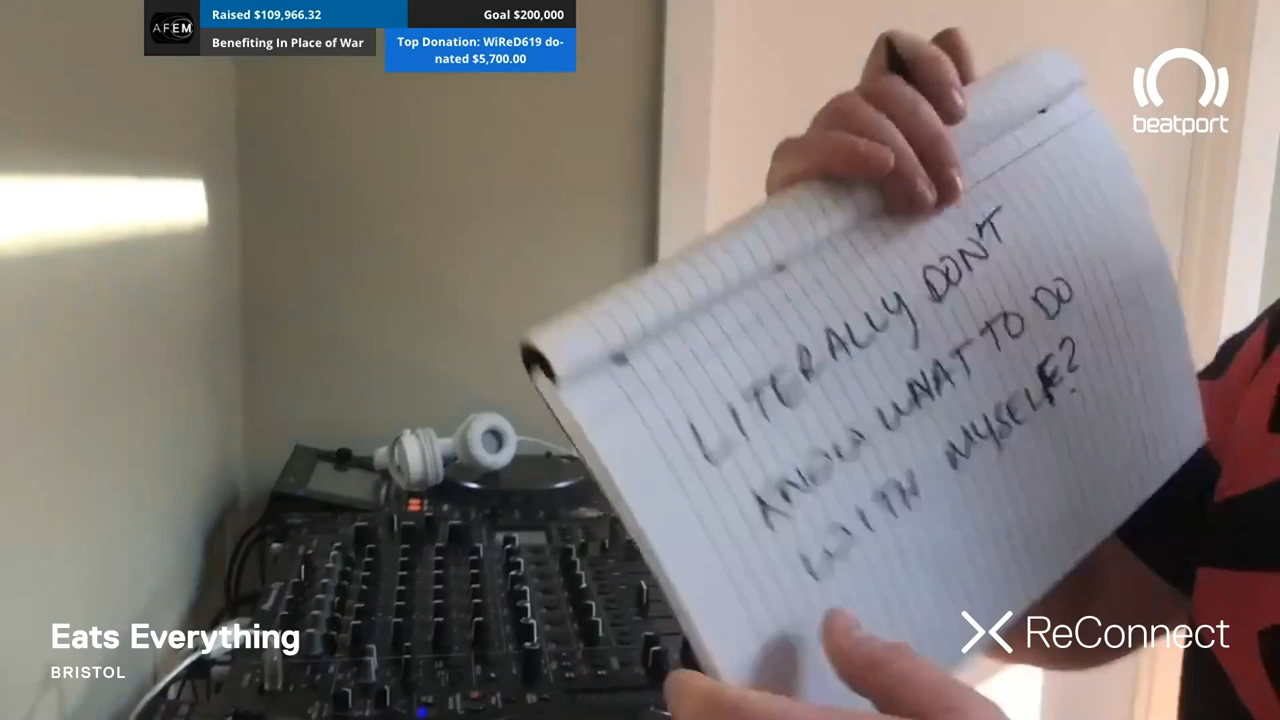 AFEM
Raised $109,966.32
Goal $200,000
Benefiting In Place of War
Top Donation: WiReD619 do-
nated $5,700.00
beatport
LITERALLY DON'T
KNOW WHAT TO DO
WITH MYSELF?
Eats Everything
BRISTOL
ReConnect